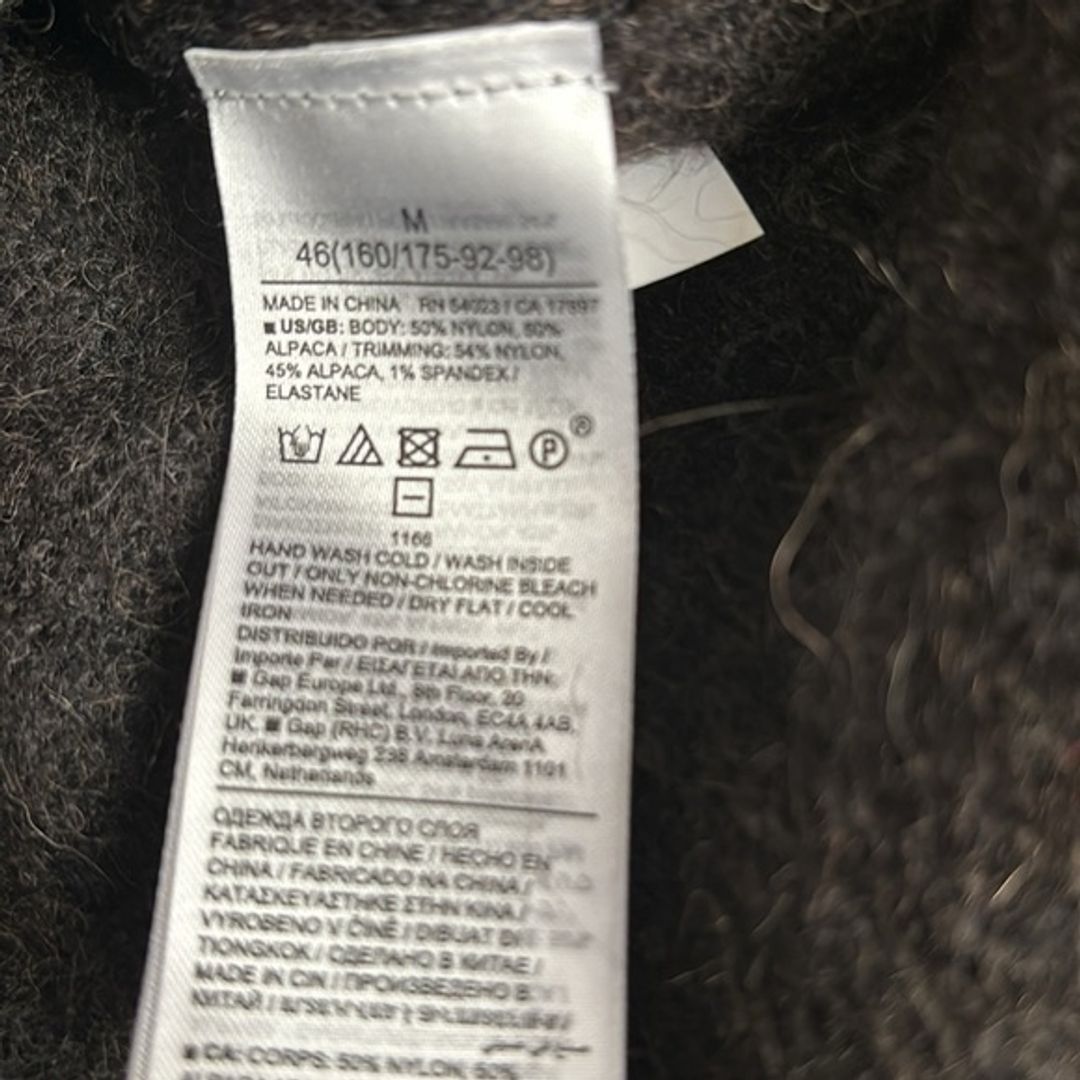 M
46(160/175-92-98)
MADE IN CHINA RN 54023 / CA 17897
US/GB: BODY: 50% NYLON, 50%
ALPACA / TRIMMING: 54% NYLON,
45% ALPACA, 1% SPANDEX /
ELASTANE
P ®
1166
HAND WASH COLD / WASH INSIDE
OUT / ONLY NON-CHLORINE BLEACH
WHEN NEEDED / DRY FLAT / COOL
IRON
DISTRIBUIDO POR / Imported By /
Importe Par / ΕΙΣΑΓΕΤΑΙ ΑΠΟ ΤΗΝ:
Gap Europe Ltd., 8th Floor, 20
Farringdon Street, London, EC4A 4AB,
UK. Gap (RHC) B.V. Luna ArenA
Herikerbergweg 238 Amsterdam 1101
CM, Netherlands
ОДЕЖДА ВТОРОГО СЛОЯ
FABRIQUE EN CHINE / HECHO EN
CHINA / FABRICADO NA CHINA /
ΚΑΤΑΣΚΕΥΑΣΤΗΚΕ ΣΤΗΝ ΚΙΝΑ /
VYROBENO V ČÍNĚ / DIBUAT DI
TIONGKOK / СДЕЛАНО В КИТАЕ /
MADE IN CIN / ПРОИЗВЕДЕНО В
КИТАЙ /
CA: CORPS: 50% NYLON, 50%